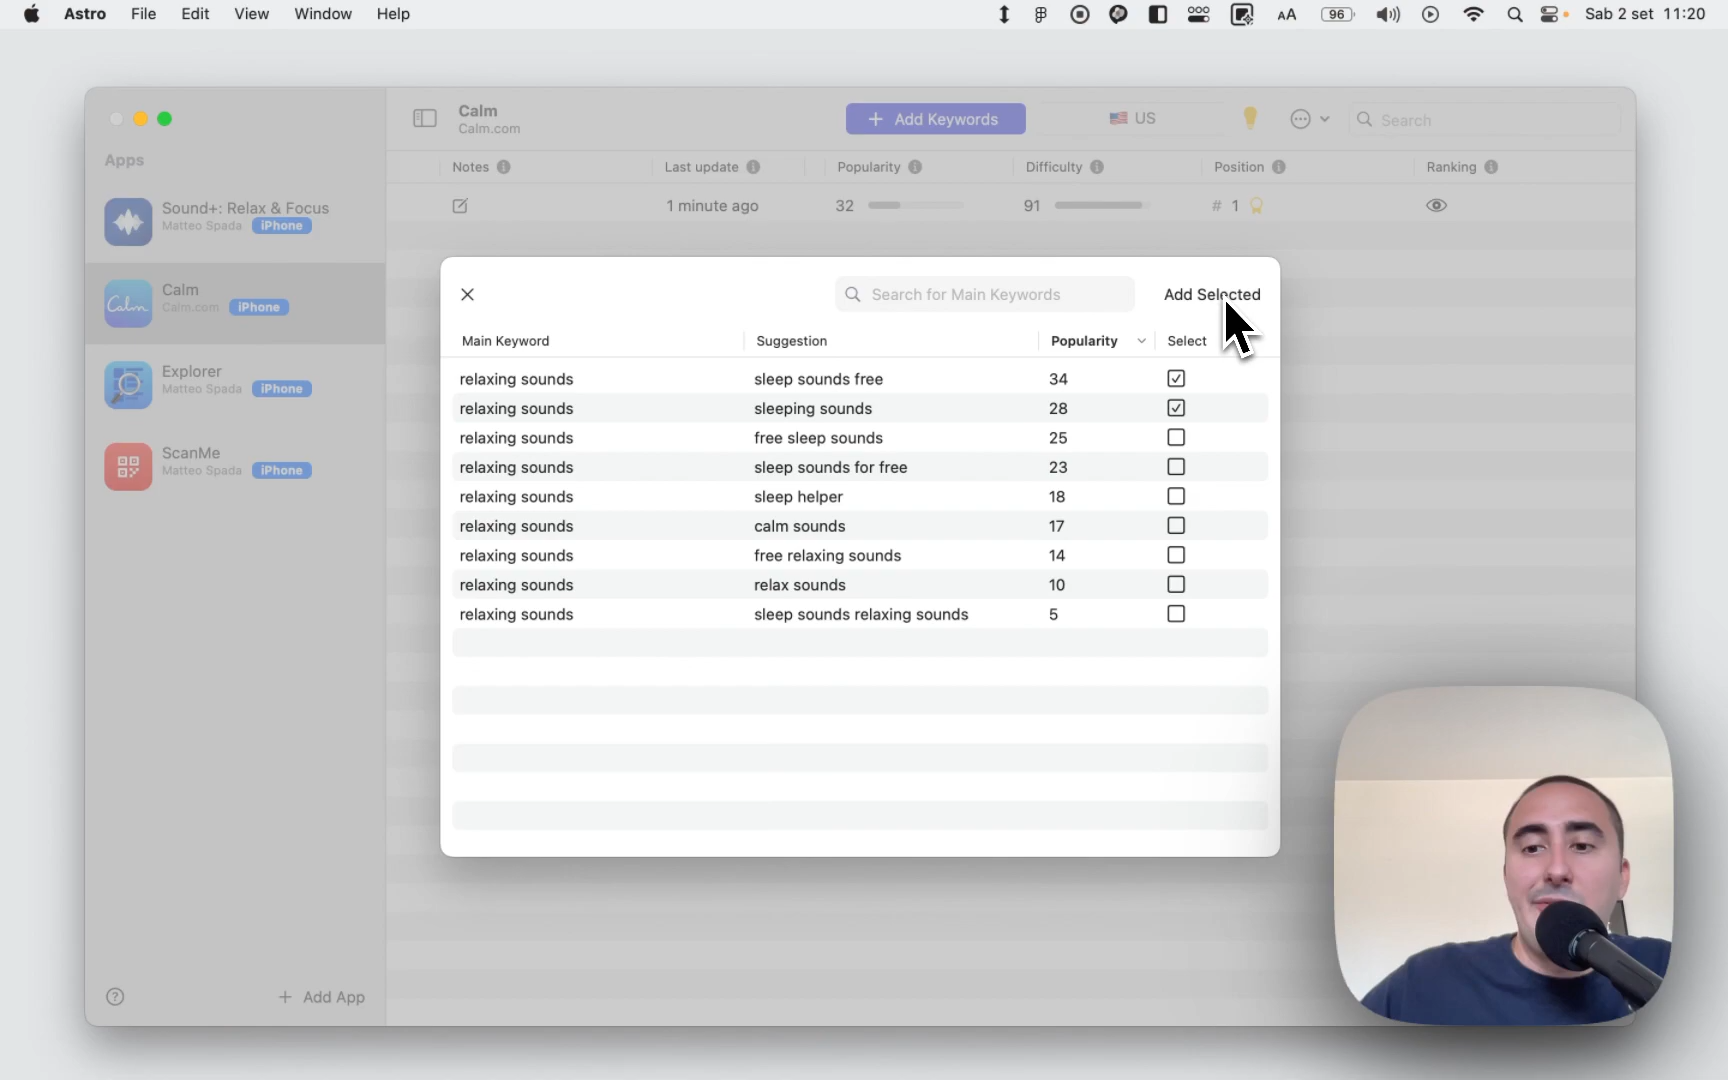 Astro File Edit View Window Help AA 96 Sab 2 set 11:20
Calm
Calm.com
+ Add Keywords
US
Search
Apps
Notes Last update Popularity Difficulty Position Ranking
1 minute ago 32 91 # 1
Sound+: Relax & Focus
Matteo Spada iPhone
Calm
Calm.com iPhone
Calm
Explorer
Matteo Spada iPhone
ScanMe
Matteo Spada iPhone
? + Add App
Search for Main Keywords
Add Selected
Main Keyword Suggestion Popularity Select
relaxing sounds sleep sounds free 34
relaxing sounds sleeping sounds 28
relaxing sounds free sleep sounds 25
relaxing sounds sleep sounds for free 23
relaxing sounds sleep helper 18
relaxing sounds calm sounds 17
relaxing sounds free relaxing sounds 14
relaxing sounds relax sounds 10
relaxing sounds sleep sounds relaxing sounds 5